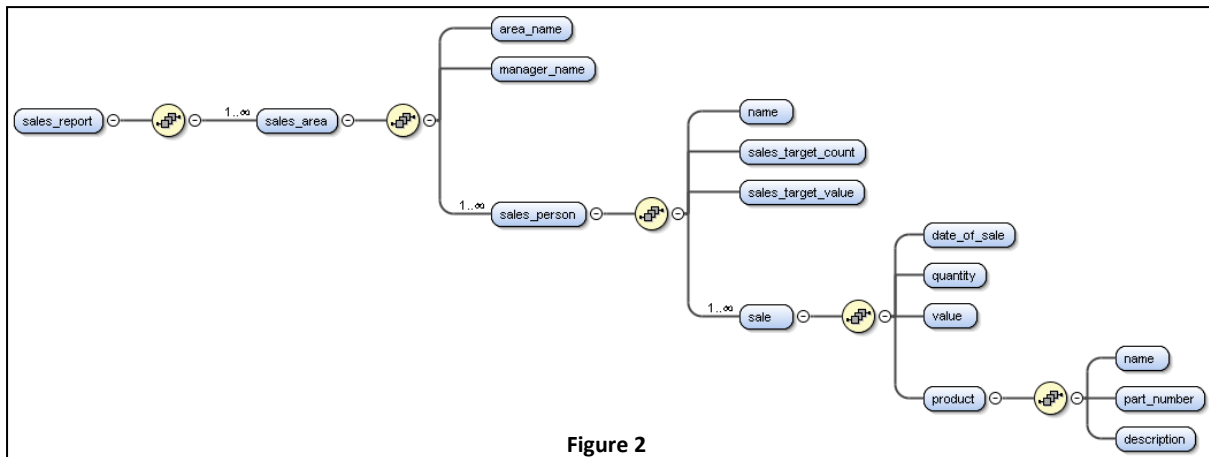 area_name
manager_name
sales_report
1..∞
sales_area
1..∞
sales_person
name
sales_target_count
sales_target_value
1..∞
sale
date_of_sale
quantity
value
product
name
part_number
description
Figure 2